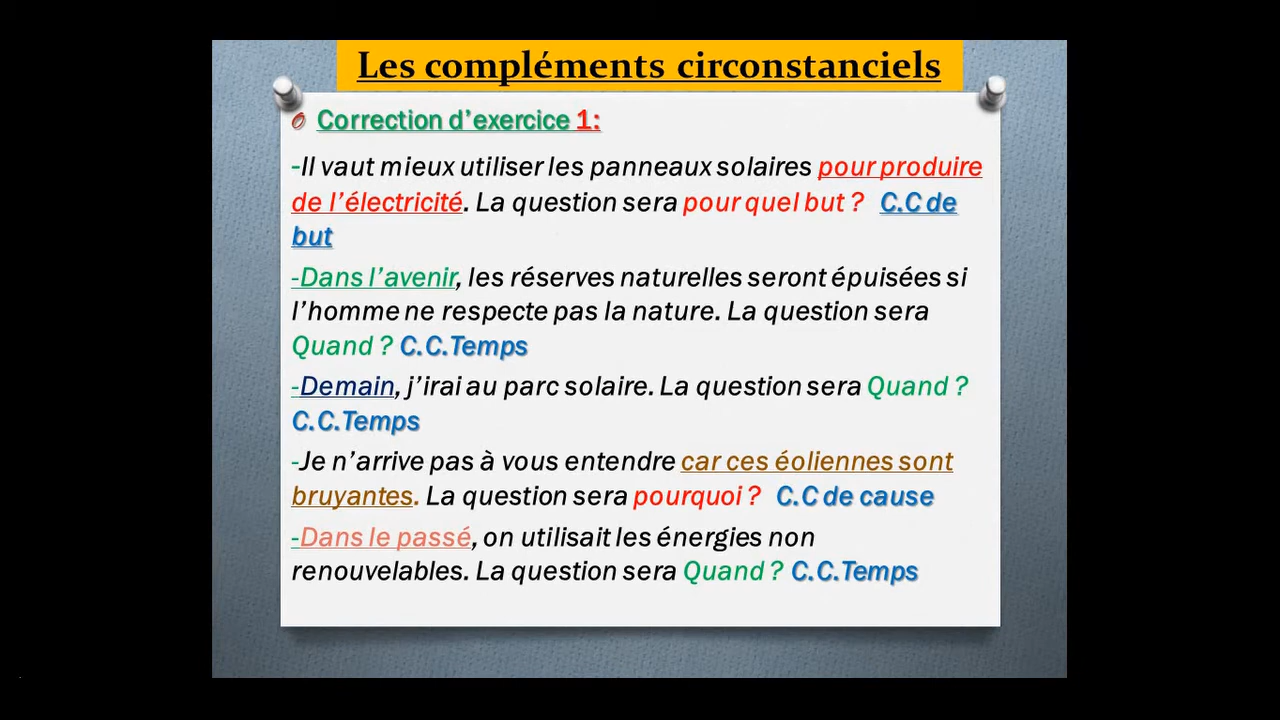 Les compléments circonstanciels
Correction d’exercice 1:
-Il vaut mieux utiliser les panneaux solaires pour produire
de l’électricité. La question sera pour quel but ? C.C de
but
-Dans l’avenir, les réserves naturelles seront épuisées si
l’homme ne respecte pas la nature. La question sera
Quand ? C.C.Temps
-Demain, j’irai au parc solaire. La question sera Quand ?
C.C.Temps
-Je n’arrive pas à vous entendre car ces éoliennes sont
bruyantes. La question sera pourquoi ? C.C de cause
-Dans le passé, on utilisait les énergies non
renouvelables. La question sera Quand ? C.C.Temps